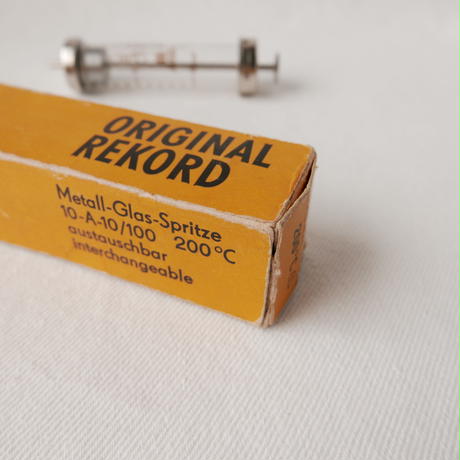 ORIGINAL
REKORD
Metall-Glas-Spritze
10-A-10/100 200°C
austauschbar
interchangeable